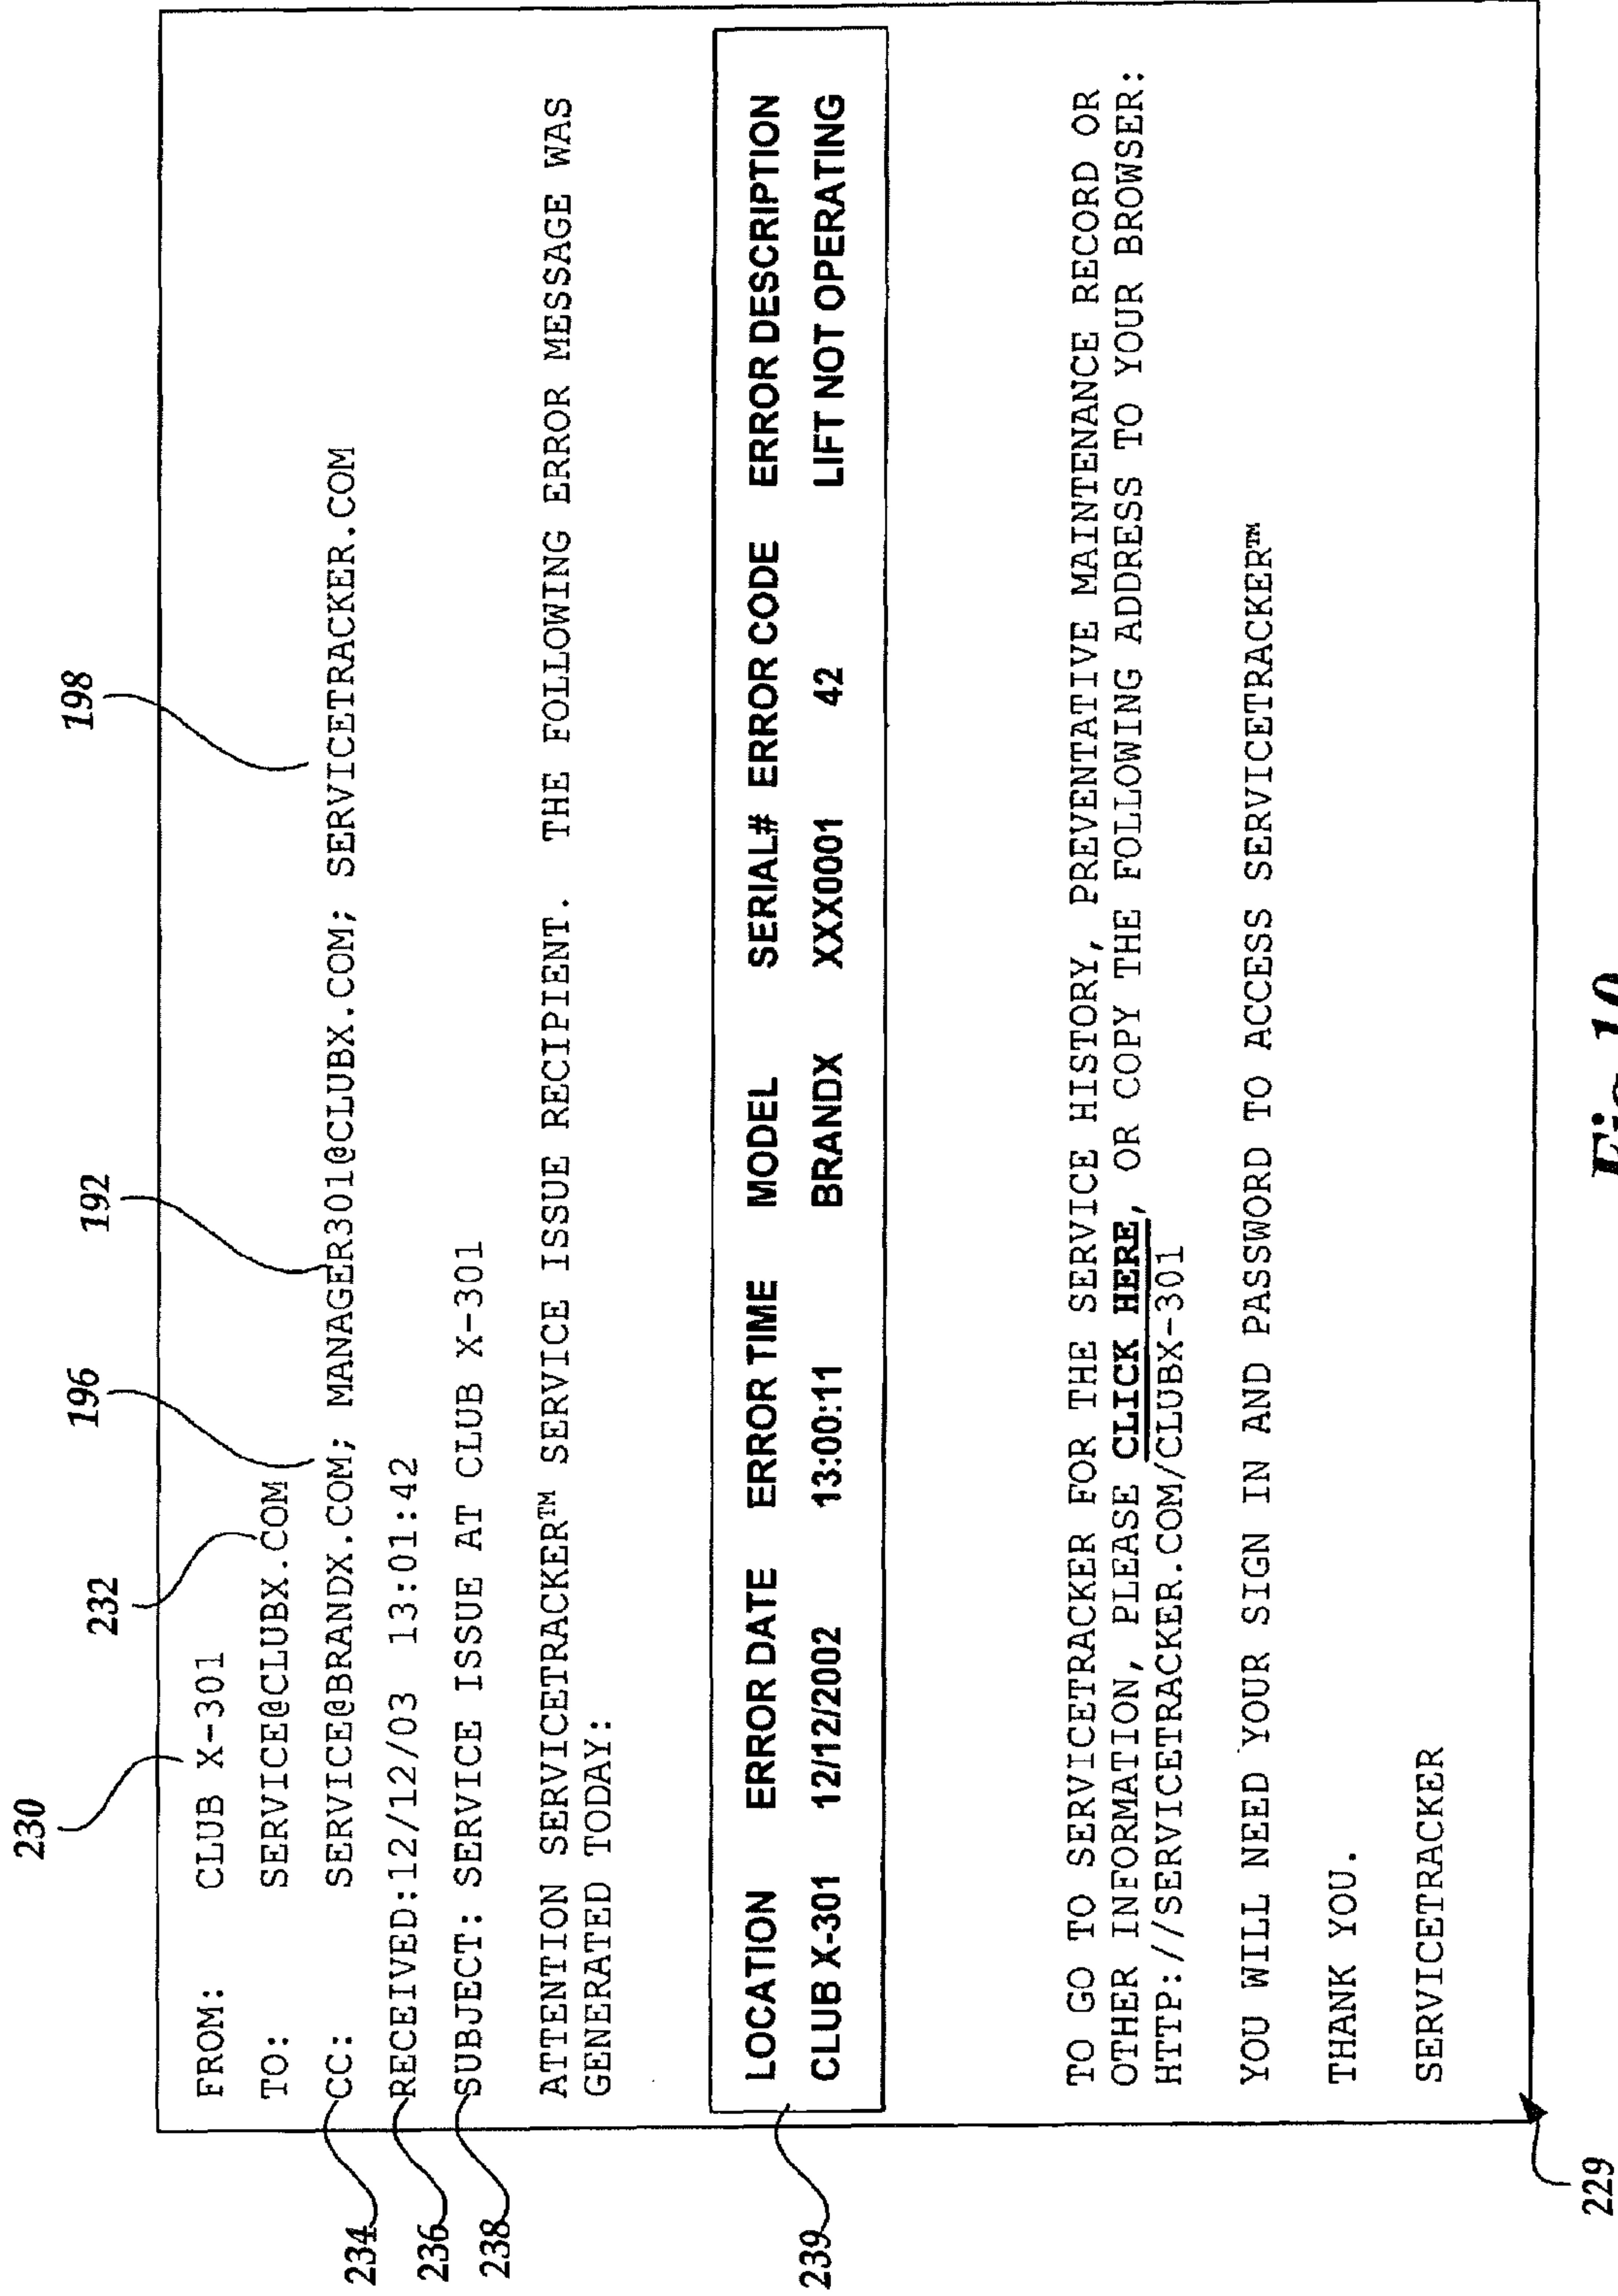 230
232
196
192
198
FROM: CLUB X-301
TO: SERVICE@CLUBX.COM
234
CC: SERVICE@BRANDX.COM; MANAGER301@CLUBX.COM; SERVICETRACKER.COM
236
RECEIVED:12/12/03 13:01:42
238
SUBJECT: SERVICE ISSUE AT CLUB X-301
ATTENTION SERVICETRACKER™ SERVICE ISSUE RECIPIENT. THE FOLLOWING ERROR MESSAGE WAS
GENERATED TODAY:
239
LOCATION ERROR DATE ERROR TIME MODEL SERIAL# ERROR CODE ERROR DESCRIPTION
CLUB X-301 12/12/2002 13:00:11 BRANDX XXX0001 42 LIFT NOT OPERATING
TO GO TO SERVICETRACKER FOR THE SERVICE HISTORY, PREVENTATIVE MAINTENANCE RECORD OR
OTHER INFORMATION, PLEASE CLICK HERE, OR COPY THE FOLLOWING ADDRESS TO YOUR BROWSER:
HTTP://SERVICETRACKER.COM/CLUBX-301
YOU WILL NEED YOUR SIGN IN AND PASSWORD TO ACCESS SERVICETRACKER™
THANK YOU.
SERVICETRACKER
229
Fig.10